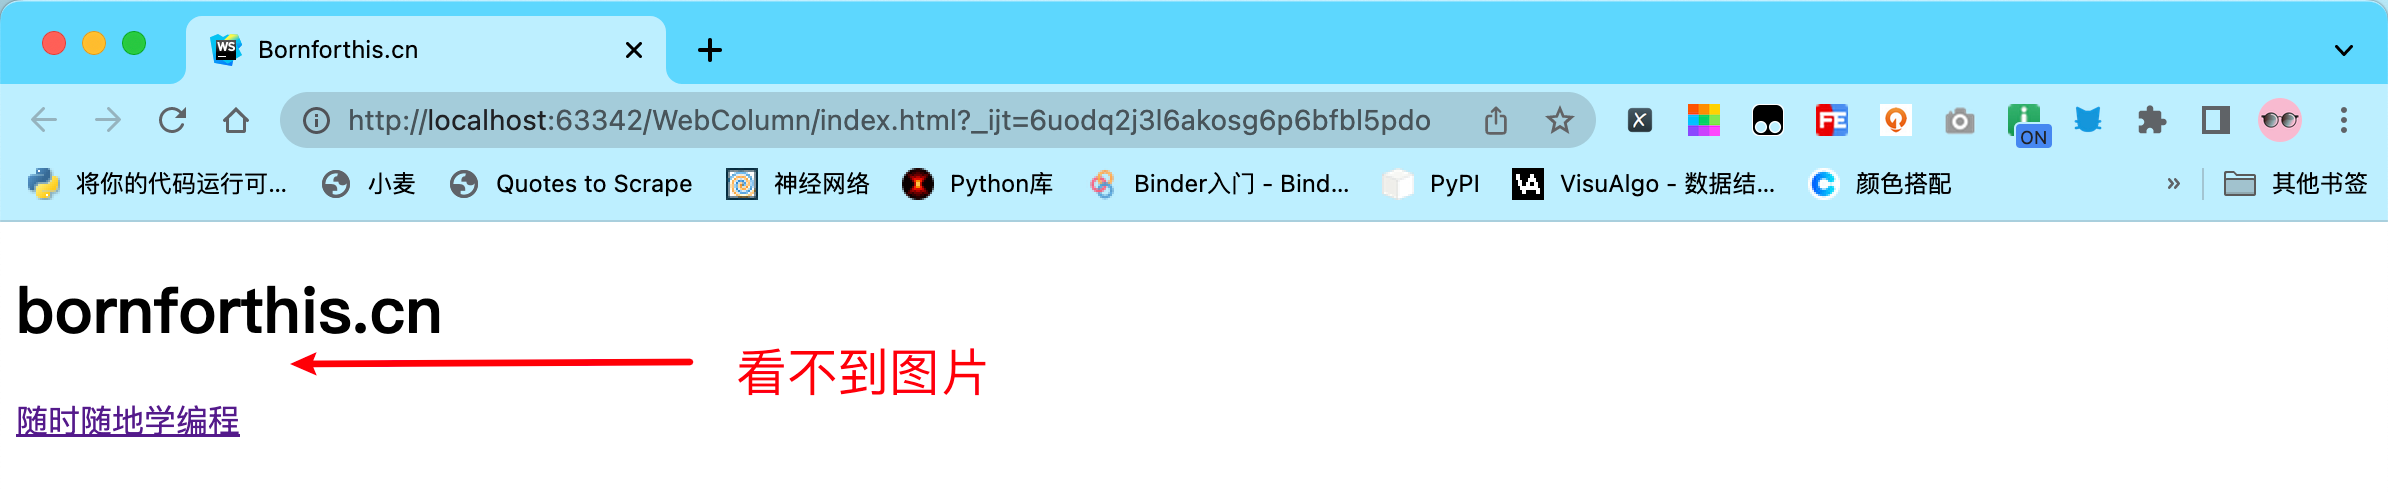 WS Bornforthis.cn
http://localhost:63342/WebColumn/index.html?_ijt=6uodq2j3l6akosg6p6bfbl5pdo
X FE ON
将你的代码运行可... 小麦 Quotes to Scrape 神经网络 Python库 Binder入门 - Bind... PyPI VisuAlgo - 数据结... 颜色搭配 » 其他书签
bornforthis.cn
看不到图片
随时随地学编程